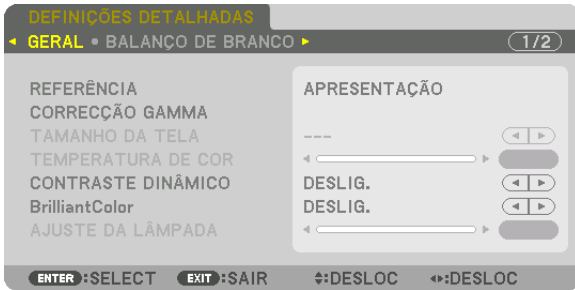 DEFINIÇÕES DETALHADAS
GERAL • BALANÇO DE BRANCO 1/2
REFERÊNCIA APRESENTAÇÃO
CORRECÇÃO GAMMA
TAMANHO DA TELA ---
TEMPERATURA DE COR
CONTRASTE DINÂMICO DESLIG.
BrilliantColor DESLIG.
AJUSTE DA LÂMPADA
ENTER:SELECT EXIT:SAIR :DESLOC :DESLOC